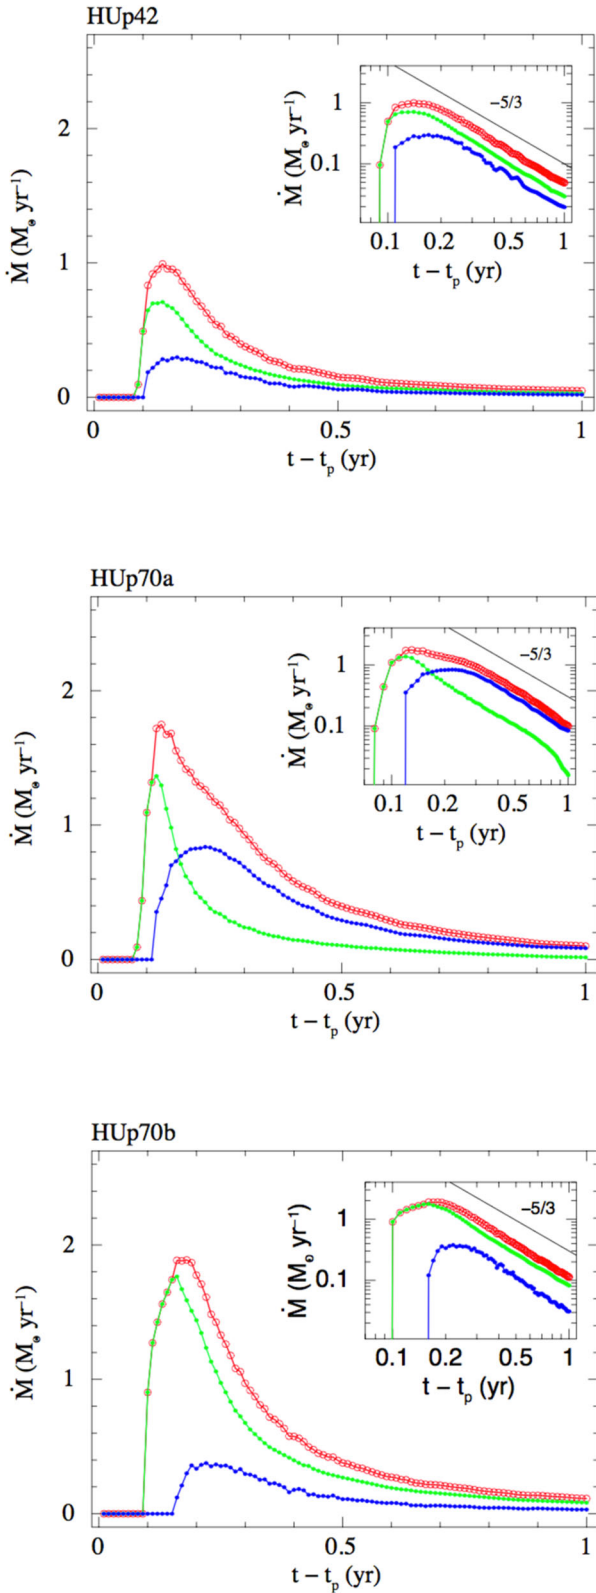 HUp42
2
1
0
Ṁ (M⊙ yr⁻¹)
0 0.5 1
t − tₚ (yr)
1
0.1
Ṁ (M⊙ yr⁻¹)
−5/3
0.1 0.2 0.5 1
t − tₚ (yr)
HUp70a
2
1
0
Ṁ (M⊙ yr⁻¹)
0 0.5 1
t − tₚ (yr)
1
0.1
Ṁ (M⊙ yr⁻¹)
−5/3
0.1 0.2 0.5 1
t − tₚ (yr)
HUp70b
2
1
0
Ṁ (M⊙ yr⁻¹)
0 0.5 1
t − tₚ (yr)
1
0.1
Ṁ (M⊙ yr⁻¹)
−5/3
0.1 0.2 0.5 1
t − tₚ (yr)